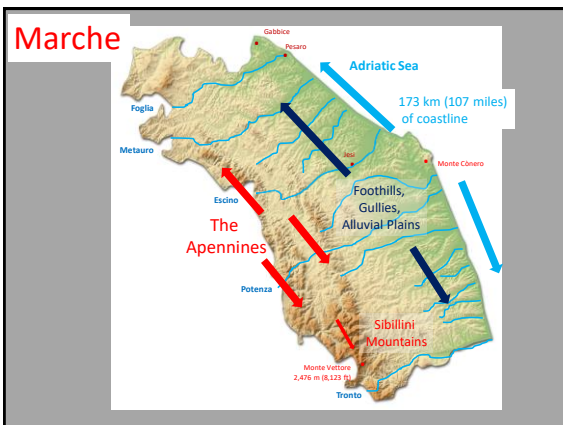 Marche
Gabbice
Pesaro
Adriatic Sea
173 km (107 miles)
of coastline
Foglia
Metauro
Jesi
Monte Cònero
Escino
Foothills,
Gullies,
Alluvial Plains
The
Apennines
Potenza
Sibillini
Mountains
Monte Vettore
2,476 m (8,123 ft)
Tronto